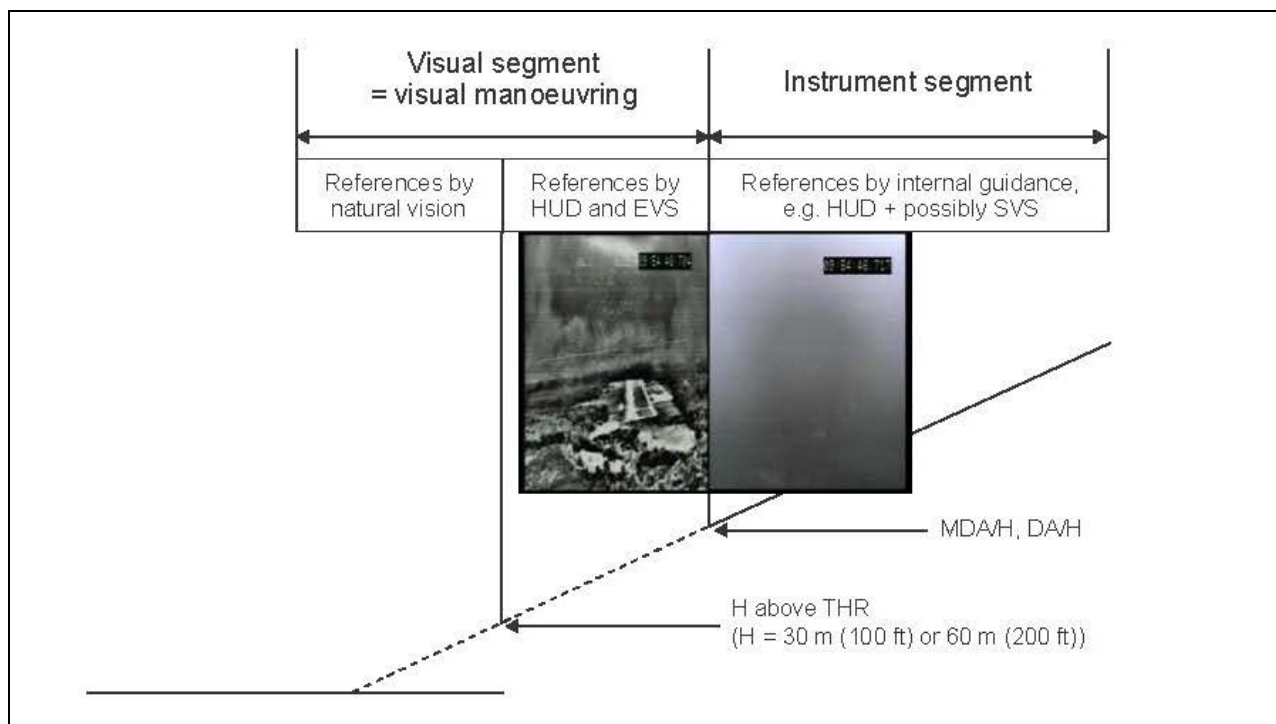 Visual segment
= visual manoeuvring
Instrument segment
References by
natural vision
References by
HUD and EVS
References by internal guidance,
e.g. HUD + possibly SVS
MDA/H, DA/H
H above THR
(H = 30 m (100 ft) or 60 m (200 ft))